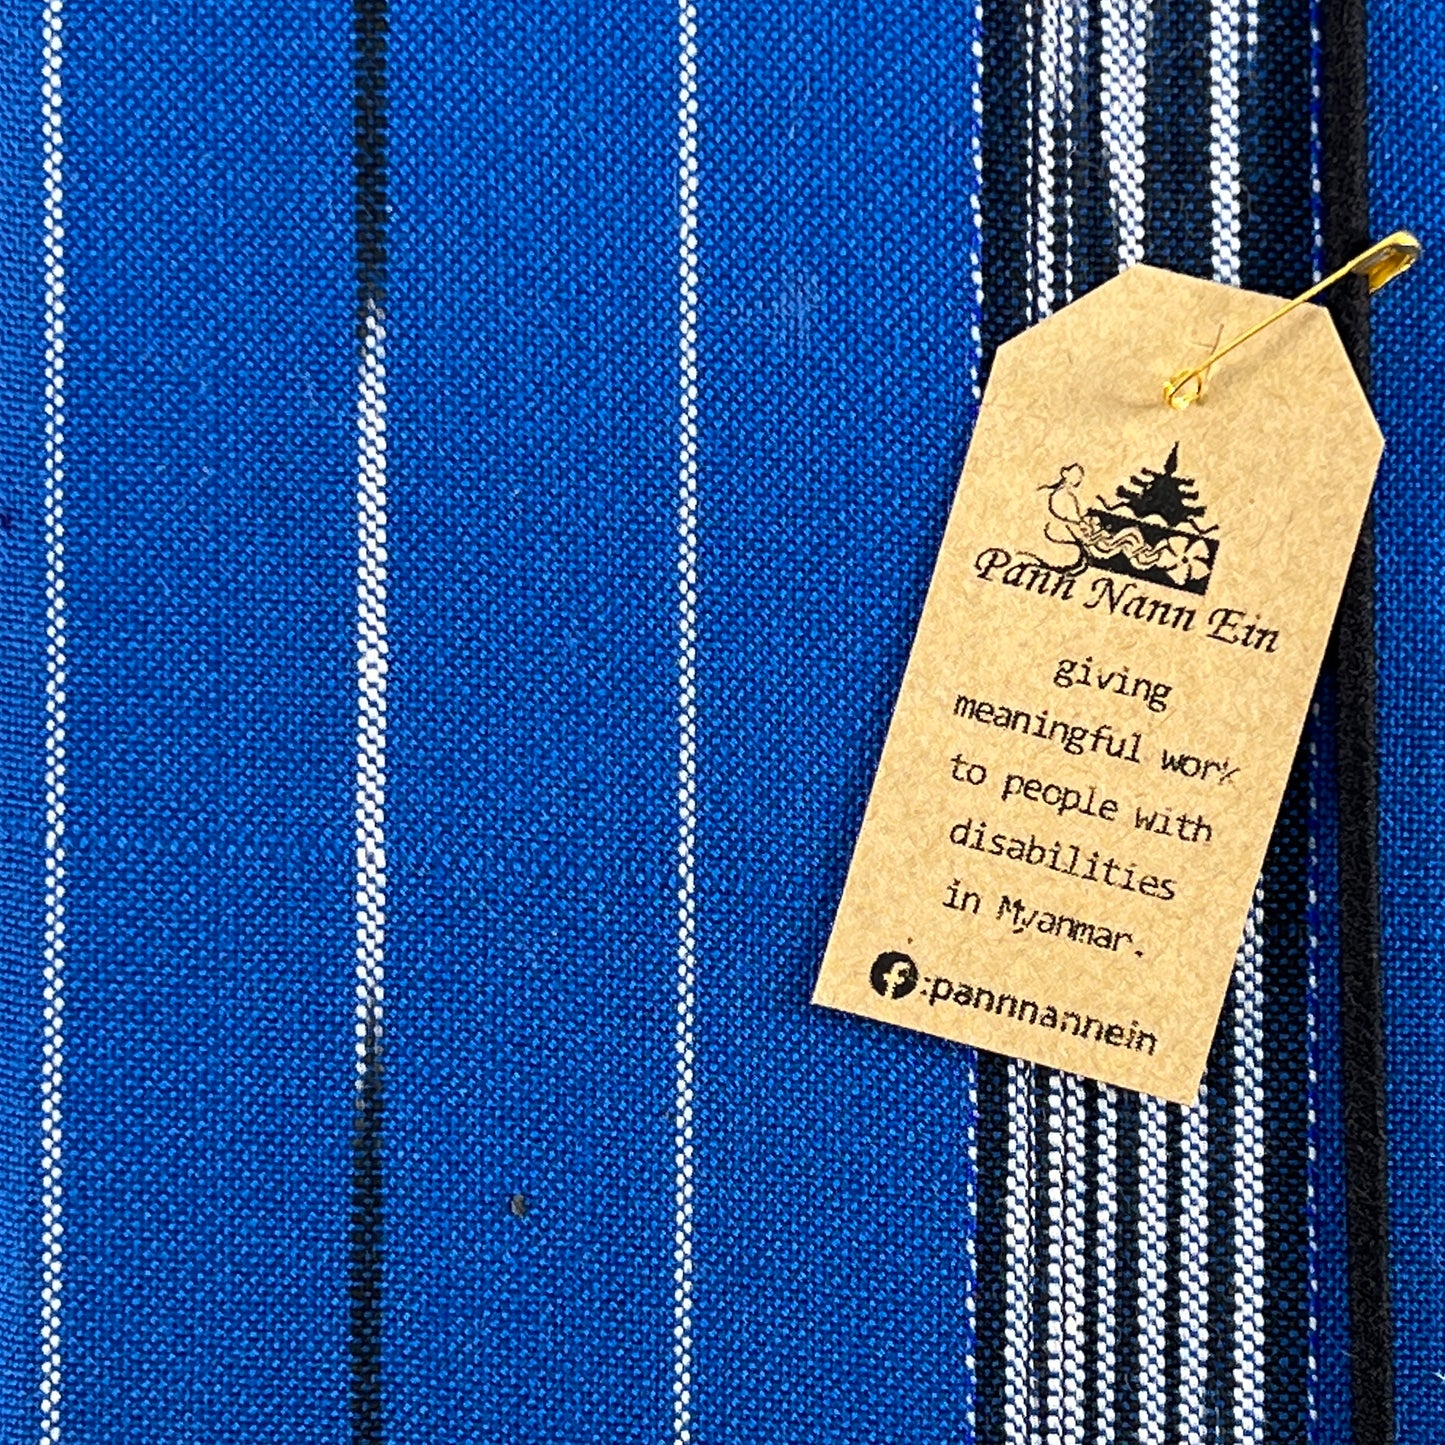 Pann Nann Ein
giving
meaningful work
to people with
disabilities
in Myanmar.
:pannnannein